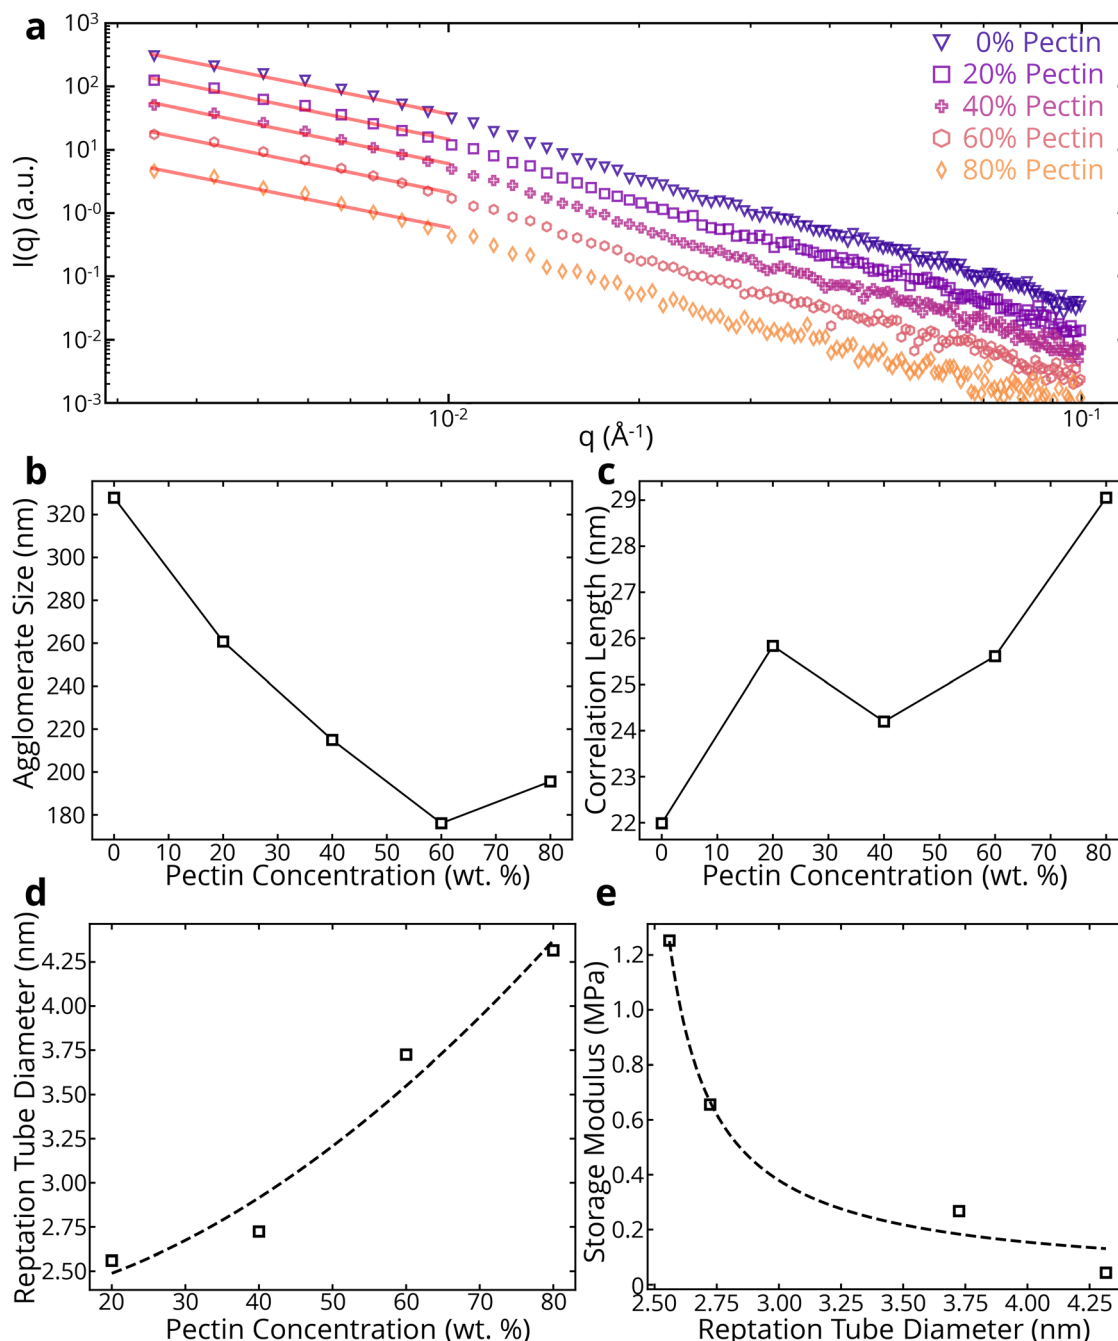 a
10³
10²
10¹
10⁻⁰
10⁻¹
10⁻²
10⁻³
I(q) (a.u.)
0% Pectin
20% Pectin
40% Pectin
60% Pectin
80% Pectin
10⁻² 10⁻¹
q (Å⁻¹)
b
320
300
280
260
240
220
200
180
Agglomerate Size (nm)
0 10 20 30 40 50 60 70 80
Pectin Concentration (wt. %)
c
29
28
27
26
25
24
23
22
Correlation Length (nm)
0 10 20 30 40 50 60 70 80
Pectin Concentration (wt. %)
d
4.25
4.00
3.75
3.50
3.25
3.00
2.75
2.50
Reptation Tube Diameter (nm)
20 30 40 50 60 70 80
Pectin Concentration (wt. %)
e
1.2
1.0
0.8
0.6
0.4
0.2
0
Storage Modulus (MPa)
2.50 2.75 3.00 3.25 3.50 3.75 4.00 4.25
Reptation Tube Diameter (nm)